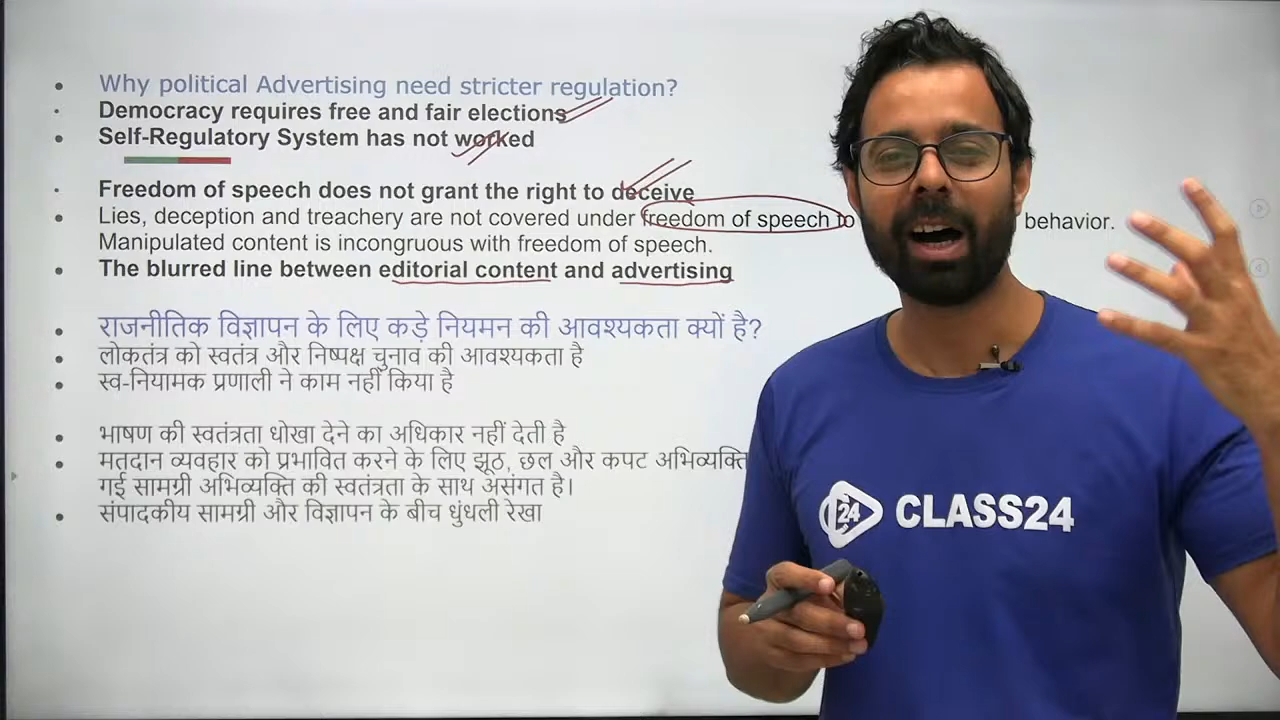 Why political Advertising need stricter regulation?
Democracy requires free and fair elections
Self-Regulatory System has not worked
Freedom of speech does not grant the right to deceive
Lies, deception and treachery are not covered under freedom of speech to behavior.
Manipulated content is incongruous with freedom of speech.
The blurred line between editorial content and advertising
राजनीतिक विज्ञापन के लिए कड़े नियमन की आवश्यकता क्यों है?
लोकतंत्र को स्वतंत्र और निष्पक्ष चुनाव की आवश्यकता है
स्व-नियामक प्रणाली ने काम नहीं किया है
भाषण की स्वतंत्रता धोखा देने का अधिकार नहीं देती है
मतदान व्यवहार को प्रभावित करने के लिए झूठ, छल और कपट अभिव्यक्ति
गई सामग्री अभिव्यक्ति की स्वतंत्रता के साथ असंगत है।
संपादकीय सामग्री और विज्ञापन के बीच धुंधली रेखा
24 CLASS24